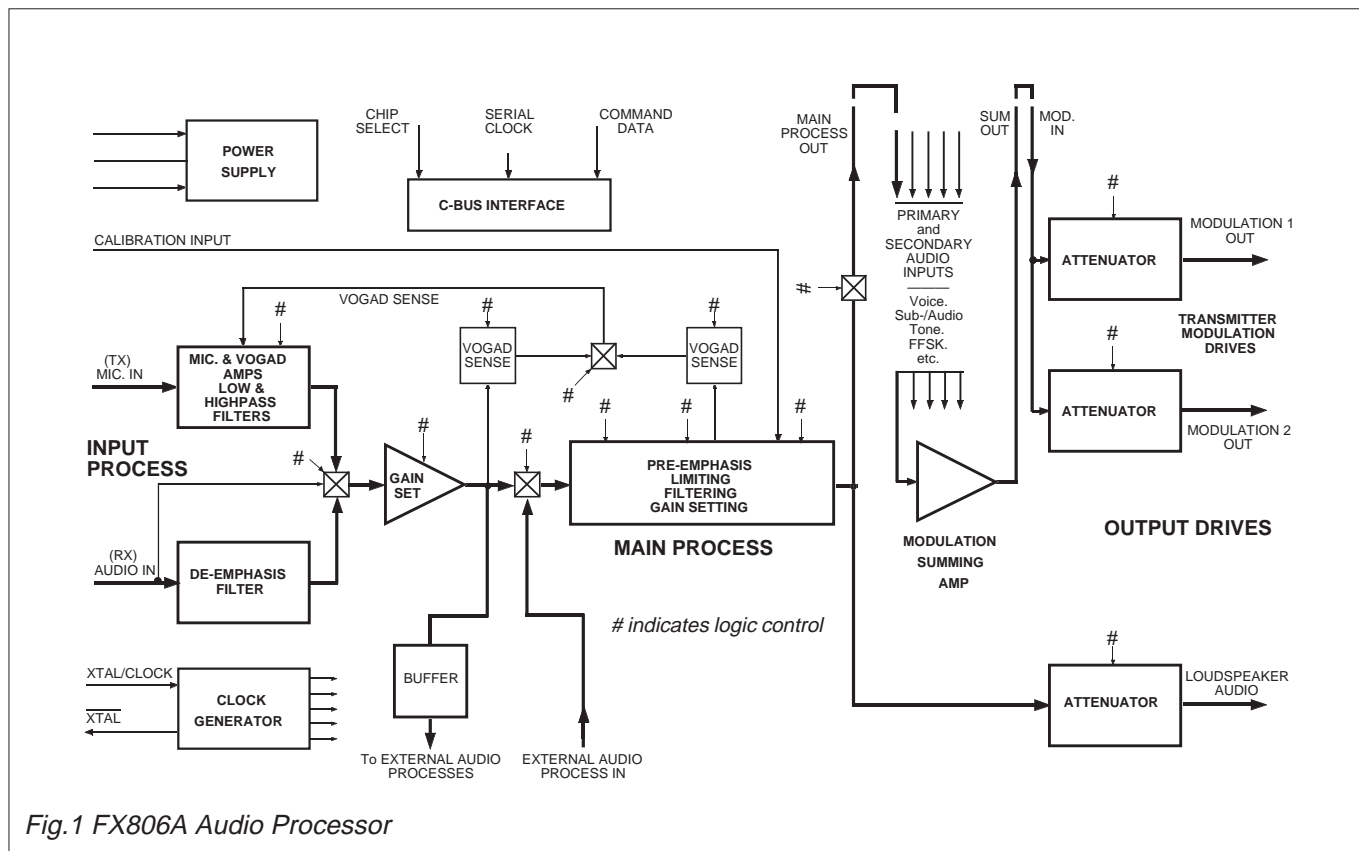 CHIP
SELECT
SERIAL
CLOCK
COMMAND
DATA
POWER
SUPPLY
C-BUS INTERFACE
MAIN
PROCESS
OUT
SUM
OUT
MOD.
IN
CALIBRATION INPUT
VOGAD SENSE
#
#
#
(TX)
MIC. IN
MIC. & VOGAD
AMPS
LOW &
HIGHPASS
FILTERS
VOGAD
SENSE
#
VOGAD
SENSE
#
PRIMARY
and
SECONDARY
AUDIO
INPUTS
Voice.
Sub-/Audio
Tone.
FFSK.
etc.
#
ATTENUATOR
MODULATION 1
OUT
TRANSMITTER
MODULATION
DRIVES
#
ATTENUATOR
MODULATION 2
OUT
INPUT
PROCESS
#
#
GAIN
SET
#
#
#
#
PRE-EMPHASIS
LIMITING
FILTERING
GAIN SETTING
MAIN PROCESS
MODULATION
SUMMING
AMP
OUTPUT DRIVES
(RX)
AUDIO IN
DE-EMPHASIS
FILTER
# indicates logic control
XTAL/CLOCK
XTAL
CLOCK
GENERATOR
BUFFER
To EXTERNAL AUDIO
PROCESSES
EXTERNAL AUDIO
PROCESS IN
#
ATTENUATOR
LOUDSPEAKER
AUDIO
Fig.1 FX806A Audio Processor